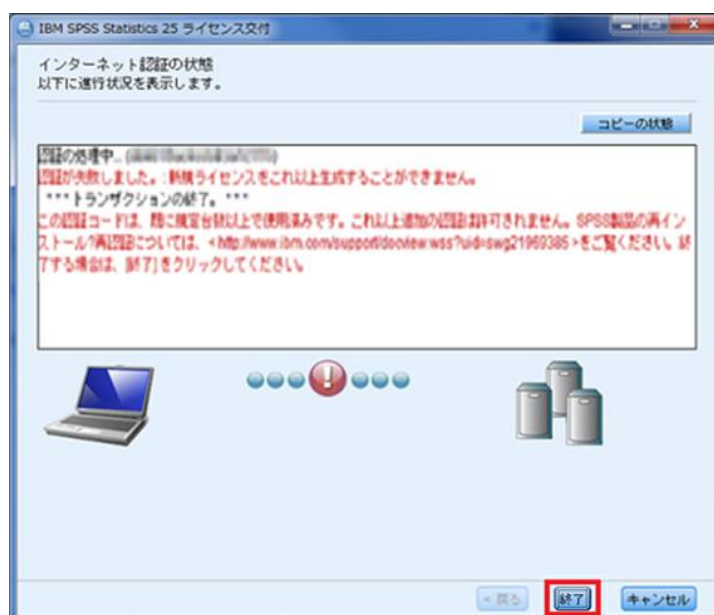 IBM SPSS Statistics 25 ライセンス交付
インターネット認証の状態
以下に進行状況を表示します。
コピーの状態
認証の処理中...
認証が失敗しました。: 新規ライセンスをこれ以上生成することができません。
*** トランザクションの終了。 ***
この認証コードは、既に規定台数以上で使用済みです。これ以上追加の認証は許可されません。SPSS製品の再イン
ストール?再認証については、<http://www.ibm.com/support/docview.wss?uid=swg21969385>をご覧ください。終
了する場合は、[終了]をクリックしてください。
< 戻る
終了
キャンセル